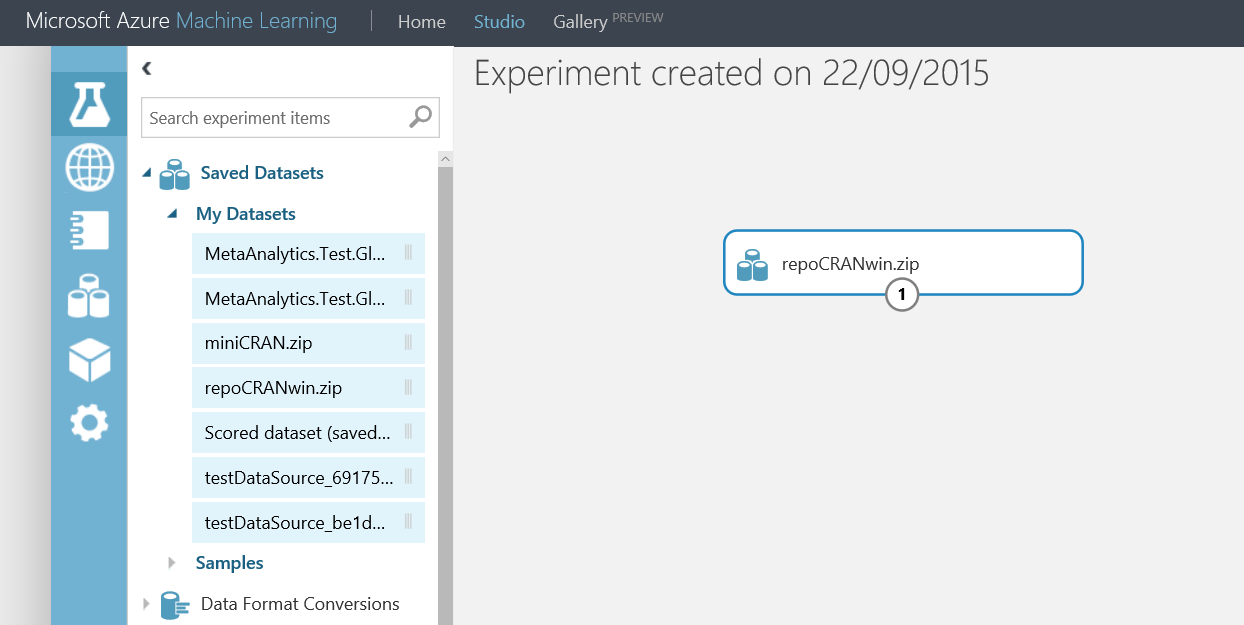 Microsoft Azure Machine Learning Home Studio Gallery PREVIEW
Experiment created on 22/09/2015
Search experiment items
Saved Datasets
My Datasets
MetaAnalytics.Test.Gl...
MetaAnalytics.Test.Gl...
miniCRAN.zip
repoCRANwin.zip
Scored dataset (saved...
testDataSource_69175...
testDataSource_be1d...
Samples
Data Format Conversions
repoCRANwin.zip
1